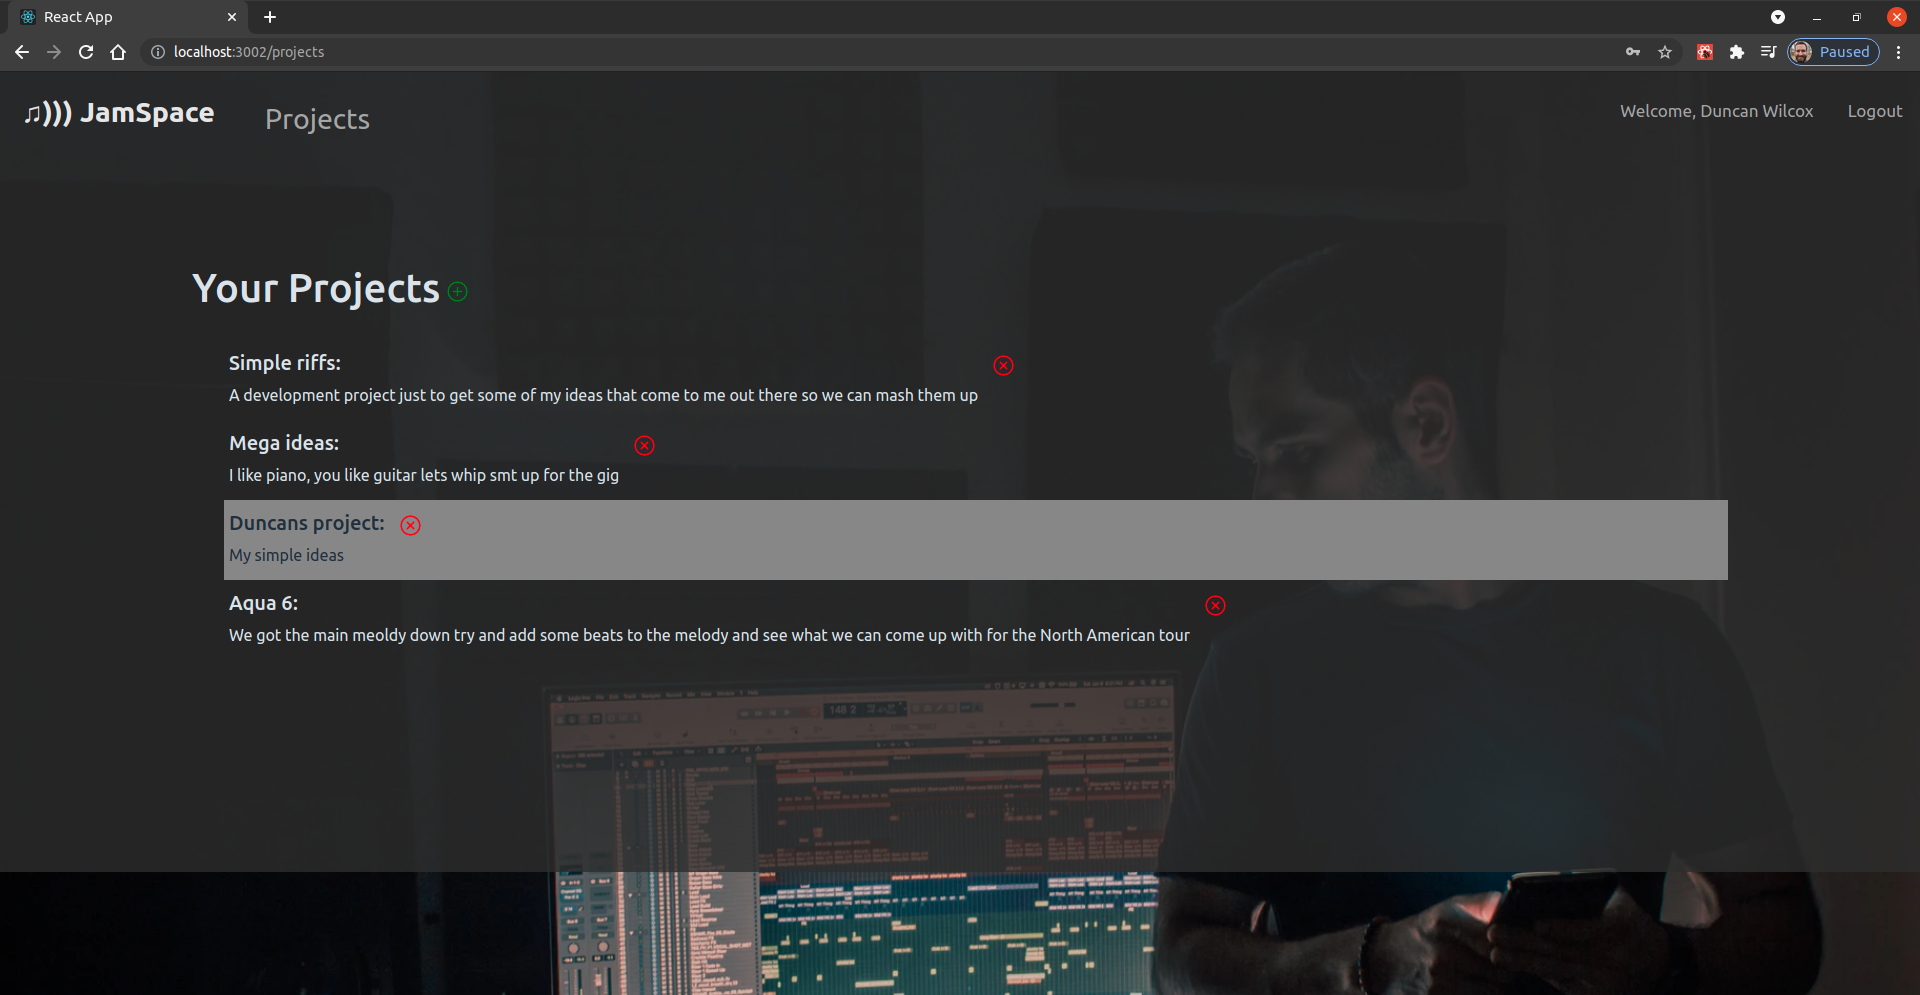 React App
localhost:3002/projects
Paused
♫))) JamSpace
Projects
Welcome, Duncan Wilcox
Logout
Your Projects
Simple riffs:
A development project just to get some of my ideas that come to me out there so we can mash them up
Mega ideas:
I like piano, you like guitar lets whip smt up for the gig
Duncans project:
My simple ideas
Aqua 6:
We got the main meoldy down try and add some beats to the melody and see what we can come up with for the North American tour
148 2